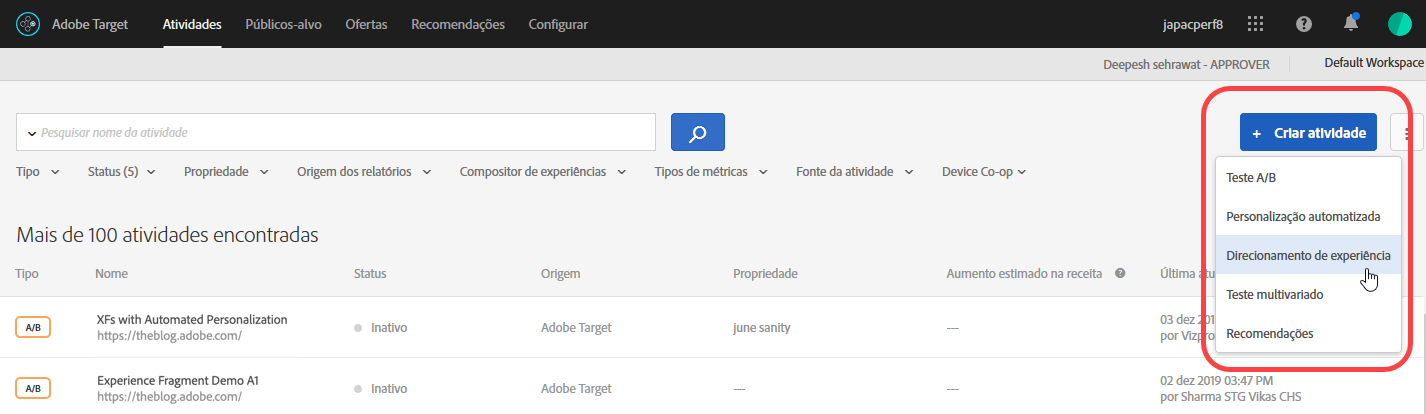 Adobe Target Atividades Públicos-alvo Ofertas Recomendações Configurar japacperf8
Deepesh sehrawat - APPROVER Default Workspace
Pesquisar nome da atividade + Criar atividade
Tipo Status (5) Propriedade Origem dos relatórios Compositor de experiências Tipos de métricas Fonte da atividade Device Co-op
Teste A/B
Personalização automatizada
Direcionamento de experiência
Teste multivariado
Recomendações
Mais de 100 atividades encontradas
Tipo Nome Status Origem Propriedade Aumento estimado na receita Última atu
A/B XFs with Automated Personalization Inativo Adobe Target june sanity --- 03 dez 201
https://theblog.adobe.com/ por Vizpro
A/B Experience Fragment Demo A1 Inativo Adobe Target --- --- 02 dez 2019 03:47 PM
https://theblog.adobe.com/ por Sharma STG Vikas CHS